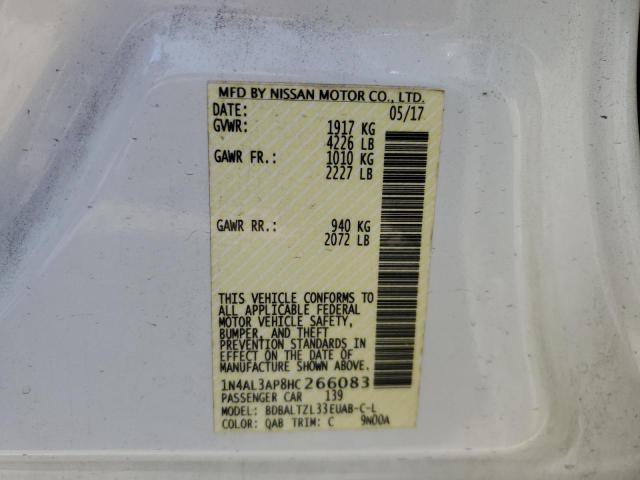 MFD BY NISSAN MOTOR CO., LTD.
DATE: 05/17
GVWR: 1917 KG
4226 LB
GAWR FR.: 1010 KG
2227 LB
GAWR RR.: 940 KG
2072 LB
THIS VEHICLE CONFORMS TO
ALL APPLICABLE FEDERAL
MOTOR VEHICLE SAFETY,
BUMPER, AND THEFT
PREVENTION STANDARDS IN
EFFECT ON THE DATE OF
MANUFACTURE SHOWN ABOVE.
1N4AL3AP8HC266083
PASSENGER CAR 139
MODEL: BDBALTZL33EUAB-C-L
COLOR: QAB TRIM: C 9N00A